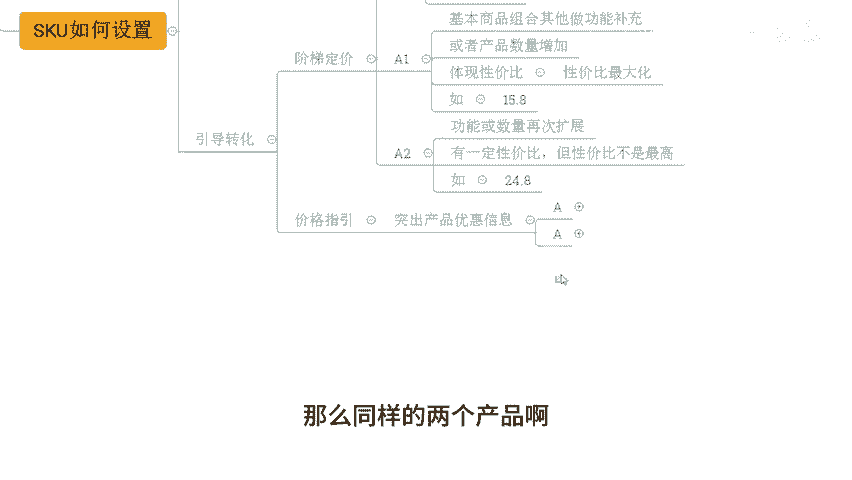 基本商品组合其他做功能补充
SKU如何设置
或者产品数量增加
阶梯定价
A1
体现性价比
性价比最大化
如
15.8
功能或数量再次扩展
引导转化
A2
有一定性价比，但性价比不是最高
如
24.8
A
价格指引
突出产品优惠信息
A
那么同样的两个产品啊